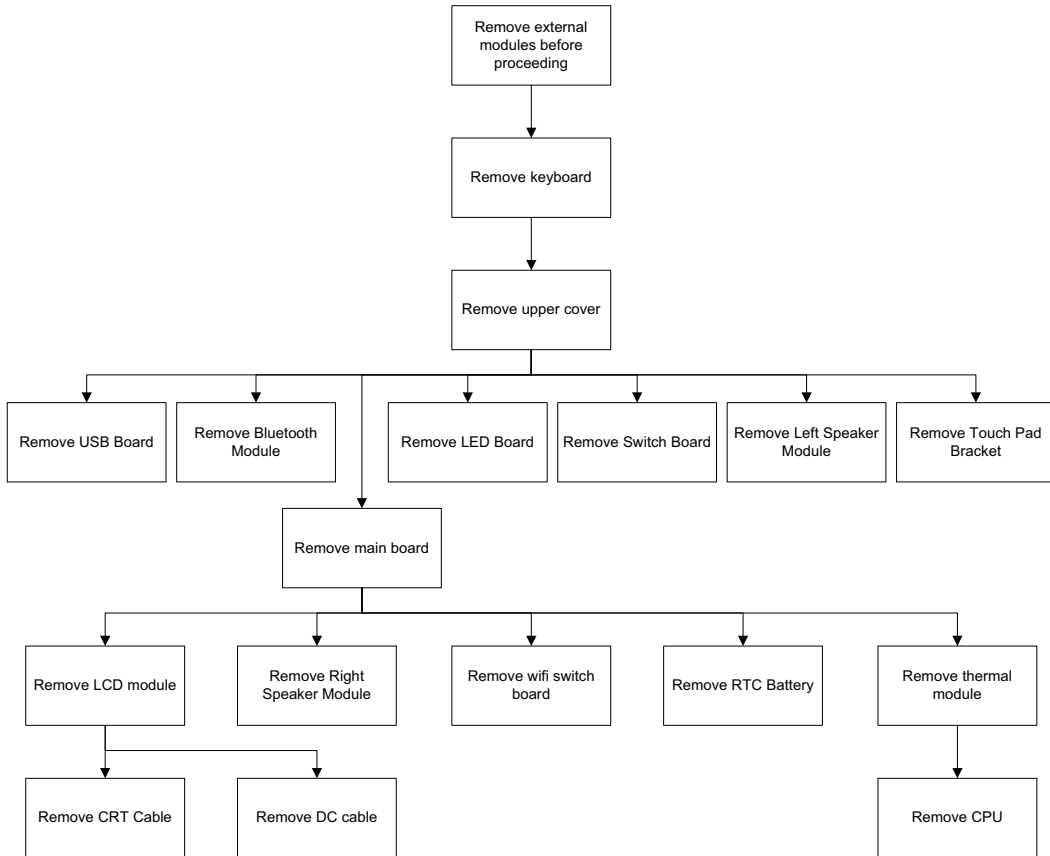 Remove external
modules before
proceeding
Remove keyboard
Remove upper cover
Remove USB Board
Remove Bluetooth
Module
Remove LED Board
Remove Switch Board
Remove Left Speaker
Module
Remove Touch Pad
Bracket
Remove main board
Remove LCD module
Remove Right
Speaker Module
Remove wifi switch
board
Remove RTC Battery
Remove thermal
module
Remove CRT Cable
Remove DC cable
Remove CPU